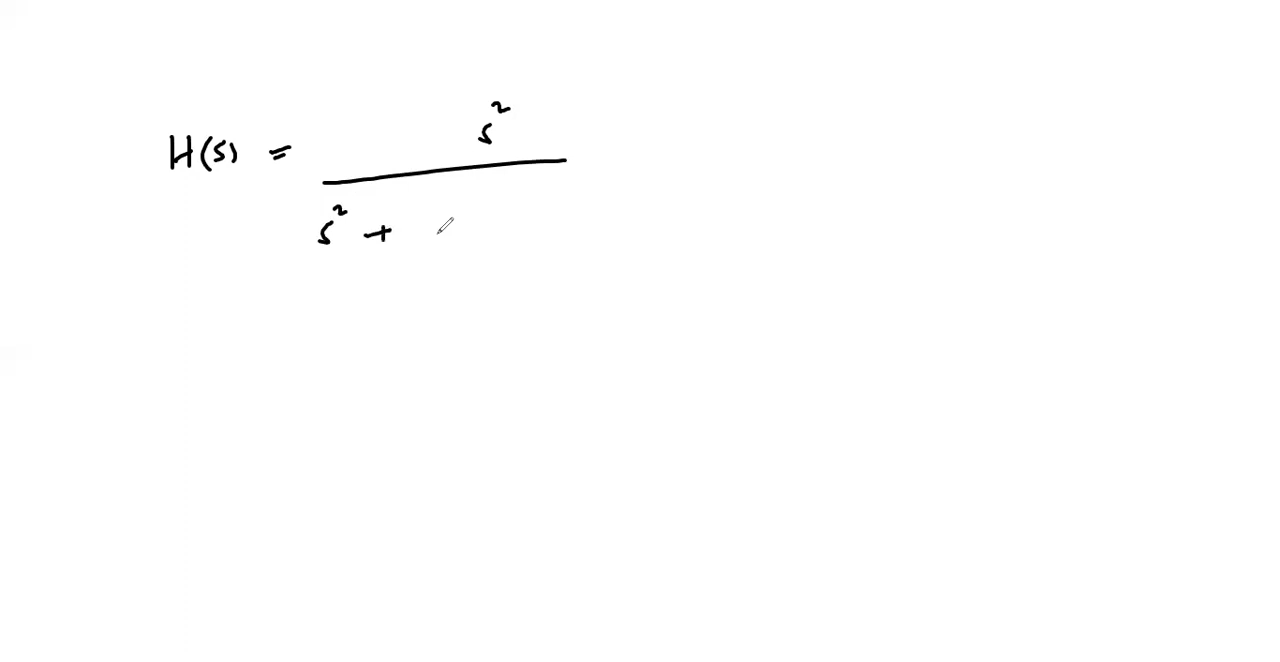 H(s) = s² / s² +